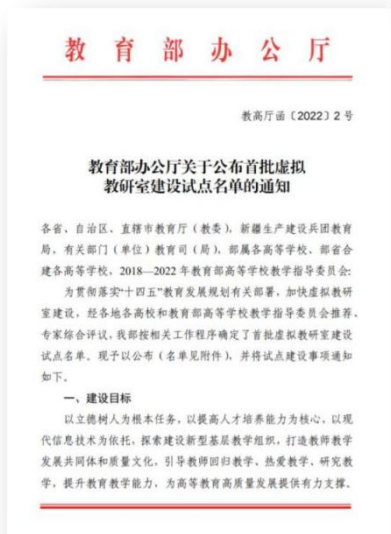 教育部办公厅
教高厅函〔2022〕2 号
教育部办公厅关于公布首批虚拟
教研室建设试点名单的通知
各省、自治区、直辖市教育厅（教委），新疆生产建设兵团教育
局，有关部门（单位）教育司（局），部属各高等学校、部省合
建各高等学校，2018—2022 年教育部高等学校教学指导委员会:
为贯彻落实“十四五”教育发展规划有关部署，加快虚拟教研
室建设，经各地各高校和教育部高等学校教学指导委员会推荐、
专家综合评议，我部按相关工作程序确定了首批虚拟教研室建设
试点名单。现予以公布（名单见附件），并将试点建设事项通知
如下。
一、建设目标
以立德树人为根本任务，以提高人才培养能力为核心，以现
代信息技术为依托，探索建设新型基层教学组织，打造教师教学
发展共同体和质量文化，引导教师回归教学、热爱教学、研究教
学，提升教育教学能力，为高等教育高质量发展提供有力支撑。